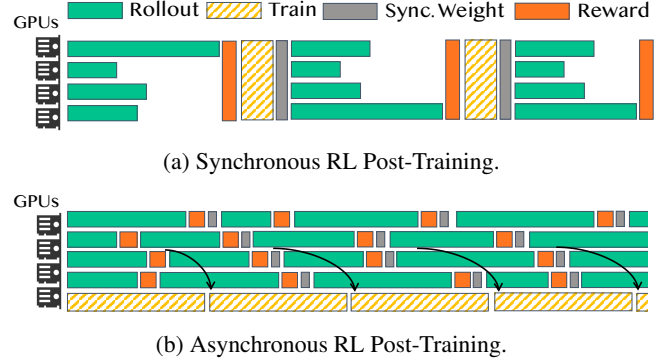 Rollout Train Sync. Weight Reward
GPUs
(a) Synchronous RL Post-Training.
GPUs
(b) Asynchronous RL Post-Training.